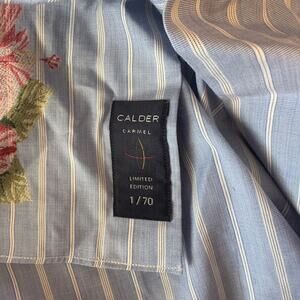 CALDER
CARMEL
LIMITED
EDITION
1/70